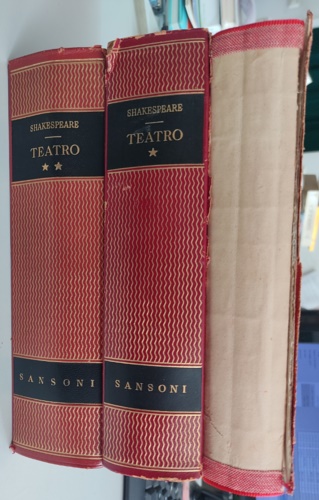 SHAKESPEARE
TEATRO
★ ★
SANSONI
SHAKESPEARE
TEATRO
★
SANSONI